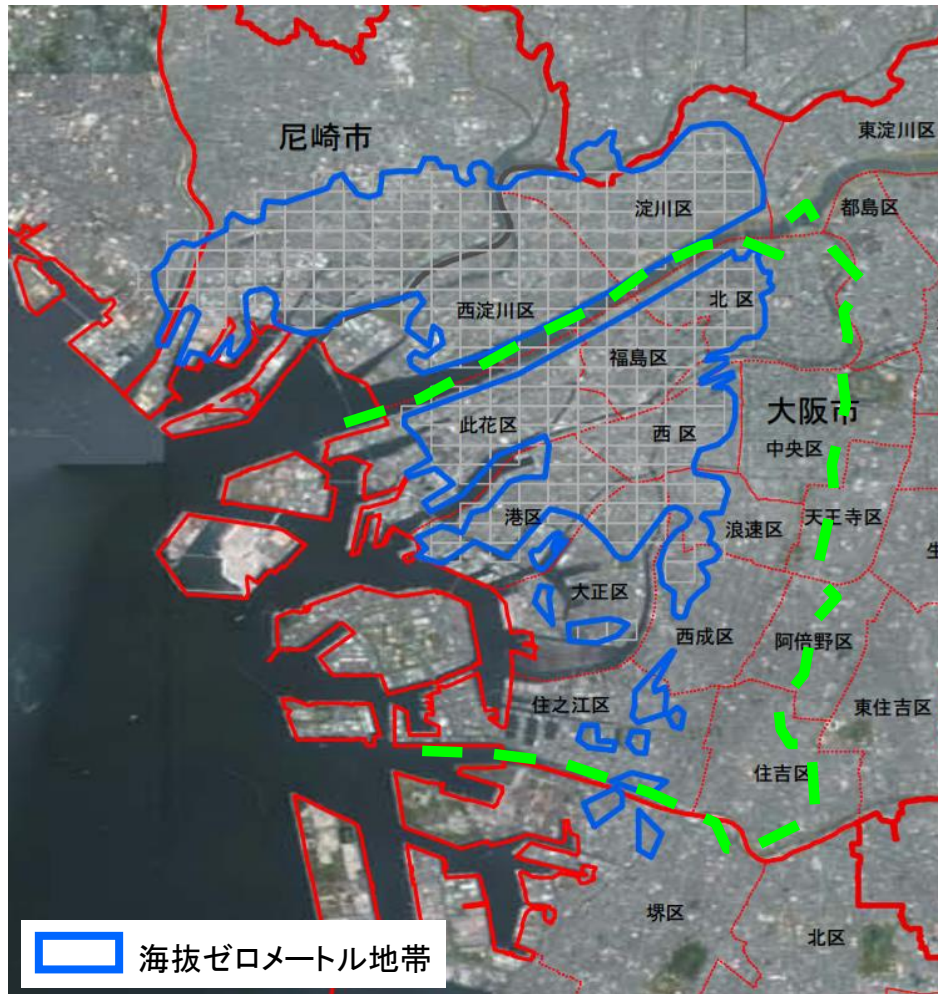 東淀川区
尼崎市
淀川区
都島区
北 区
西淀川区
福島区
大阪市
此花区
西 区
中央区
港区
浪速区
天王寺区
生
大正区
西成区
阿倍野区
住之江区
東住吉区
住吉区
堺区
北区
海抜ゼロメートル地帯